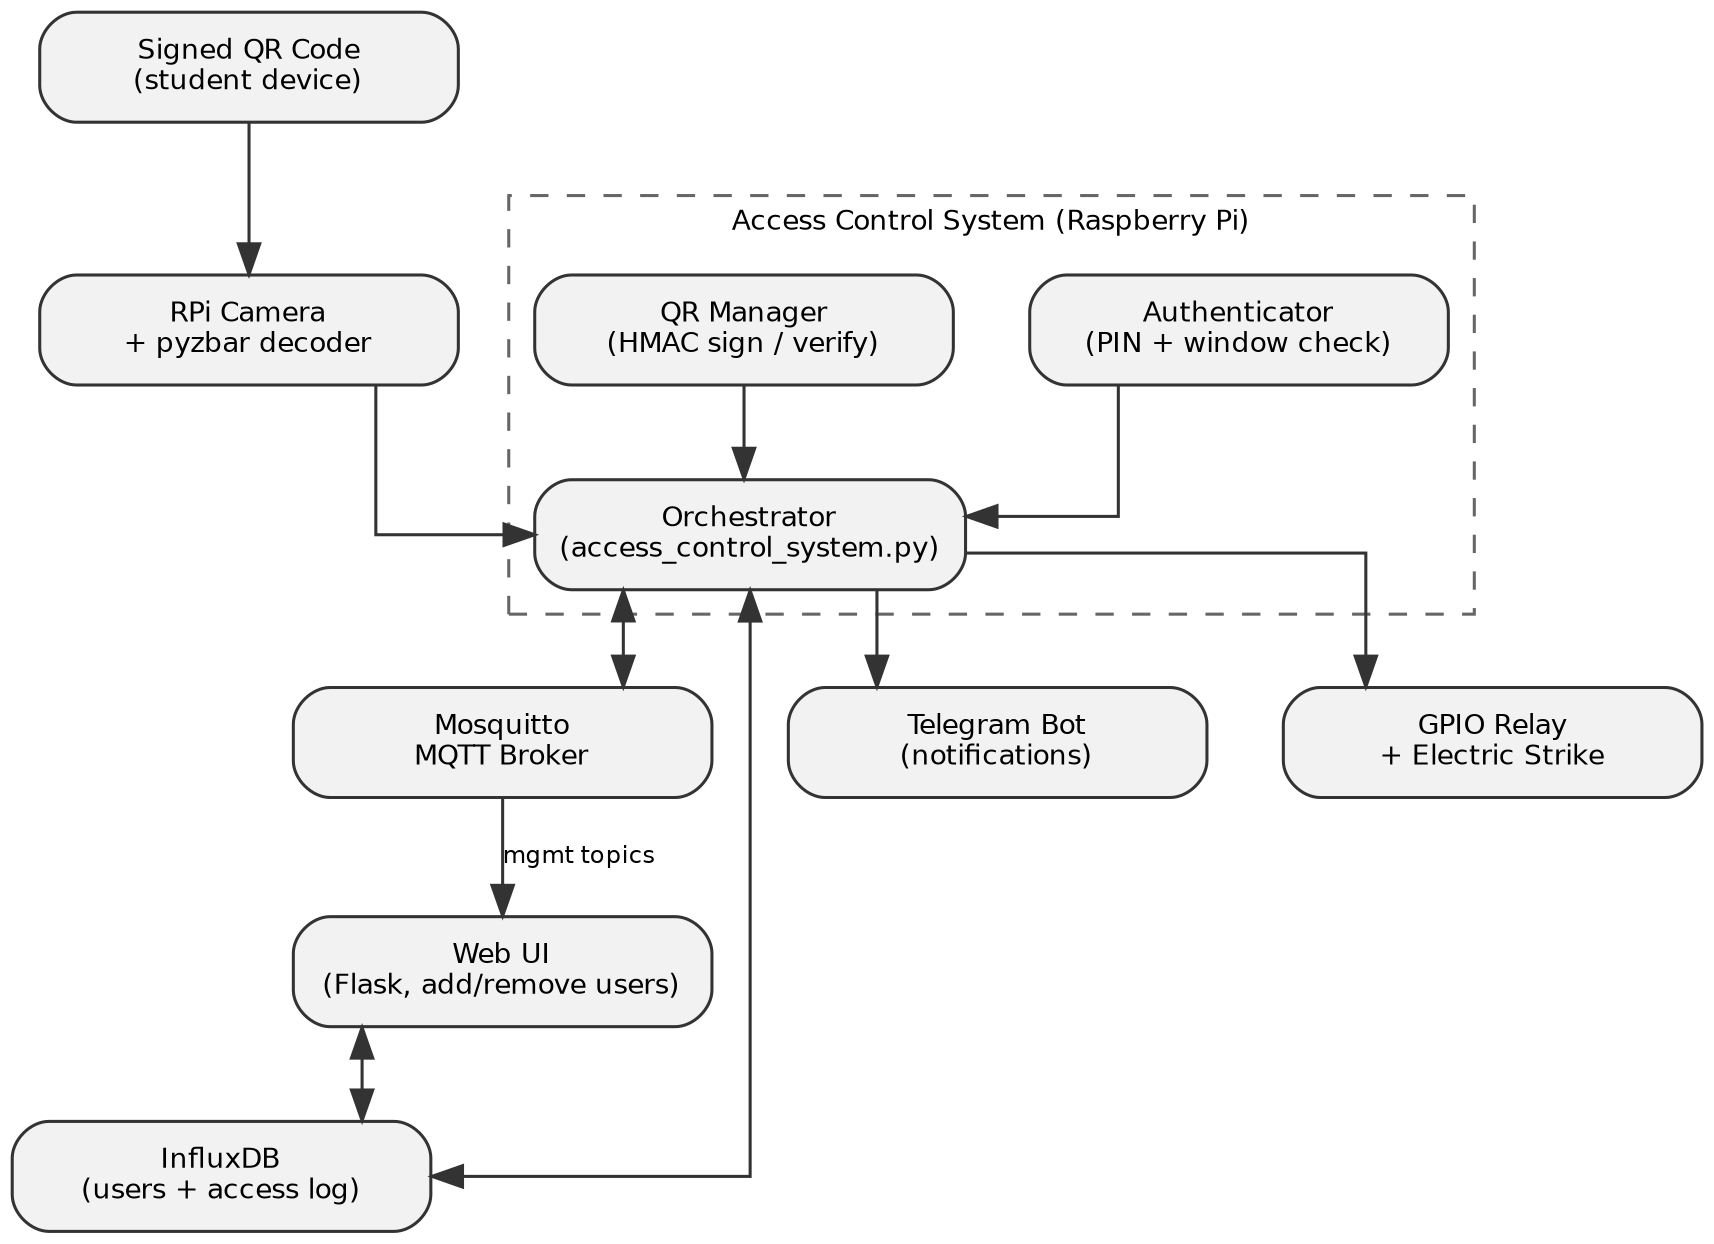 Signed QR Code
(student device)
Access Control System (Raspberry Pi)
RPi Camera
+ pyzbar decoder
QR Manager
(HMAC sign / verify)
Authenticator
(PIN + window check)
Orchestrator
(access_control_system.py)
Mosquitto
MQTT Broker
Telegram Bot
(notifications)
GPIO Relay
+ Electric Strike
mgmt topics
Web UI
(Flask, add/remove users)
InfluxDB
(users + access log)